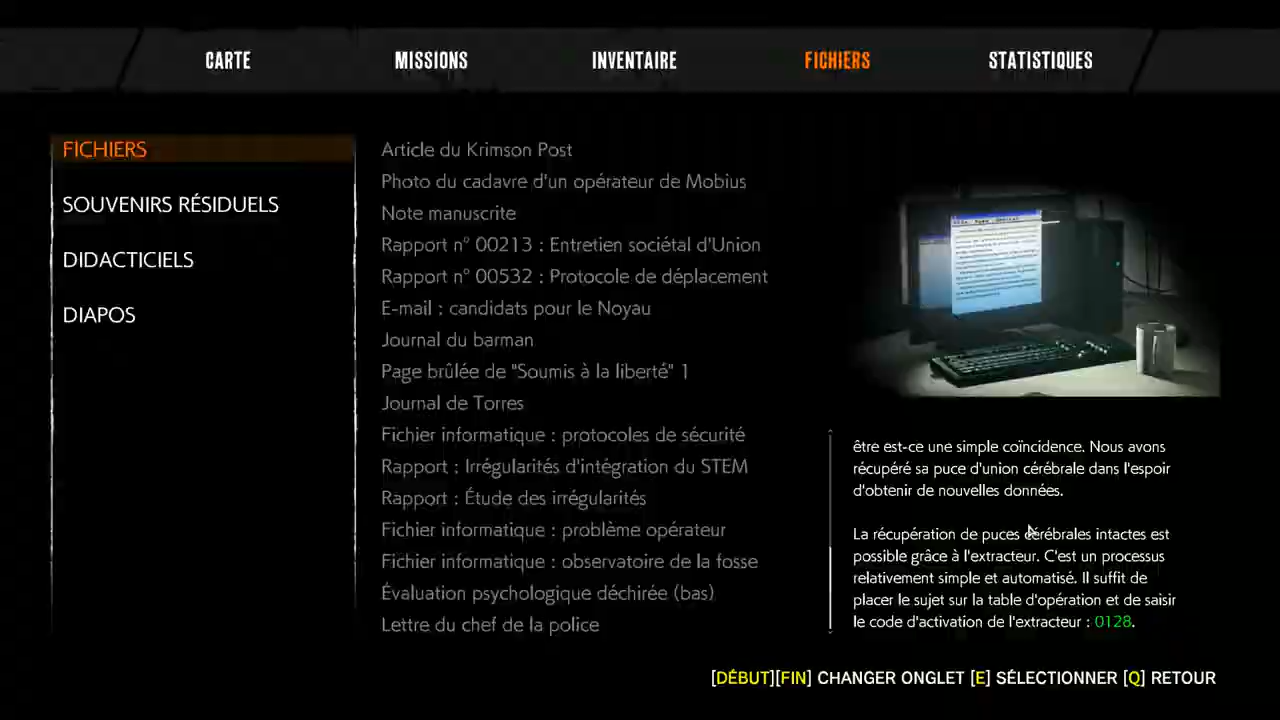 CARTE
MISSIONS
INVENTAIRE
FICHIERS
STATISTIQUES
FICHIERS
SOUVENIRS RÉSIDUELS
DIDACTICIELS
DIAPOS
Article du Krimson Post
Photo du cadavre d'un opérateur de Mobius
Note manuscrite
Rapport n° 00213 : Entretien sociétal d'Union
Rapport n° 00532 : Protocole de déplacement
E-mail : candidats pour le Noyau
Journal du barman
Page brûlée de "Soumis à la liberté" 1
Journal de Torres
Fichier informatique : protocoles de sécurité
Rapport : Irrégularités d'intégration du STEM
Rapport : Étude des irrégularités
Fichier informatique : problème opérateur
Fichier informatique : observatoire de la fosse
Évaluation psychologique déchirée (bas)
Lettre du chef de la police
être est-ce une simple coïncidence. Nous avons
récupéré sa puce d'union cérébrale dans l'espoir
d'obtenir de nouvelles données.
La récupération de puces cérébrales intactes est
possible grâce à l'extracteur. C'est un processus
relativement simple et automatisé. Il suffit de
placer le sujet sur la table d'opération et de saisir
le code d'activation de l'extracteur : 0128.
[DÉBUT][FIN] CHANGER ONGLET [E] SÉLECTIONNER [Q] RETOUR